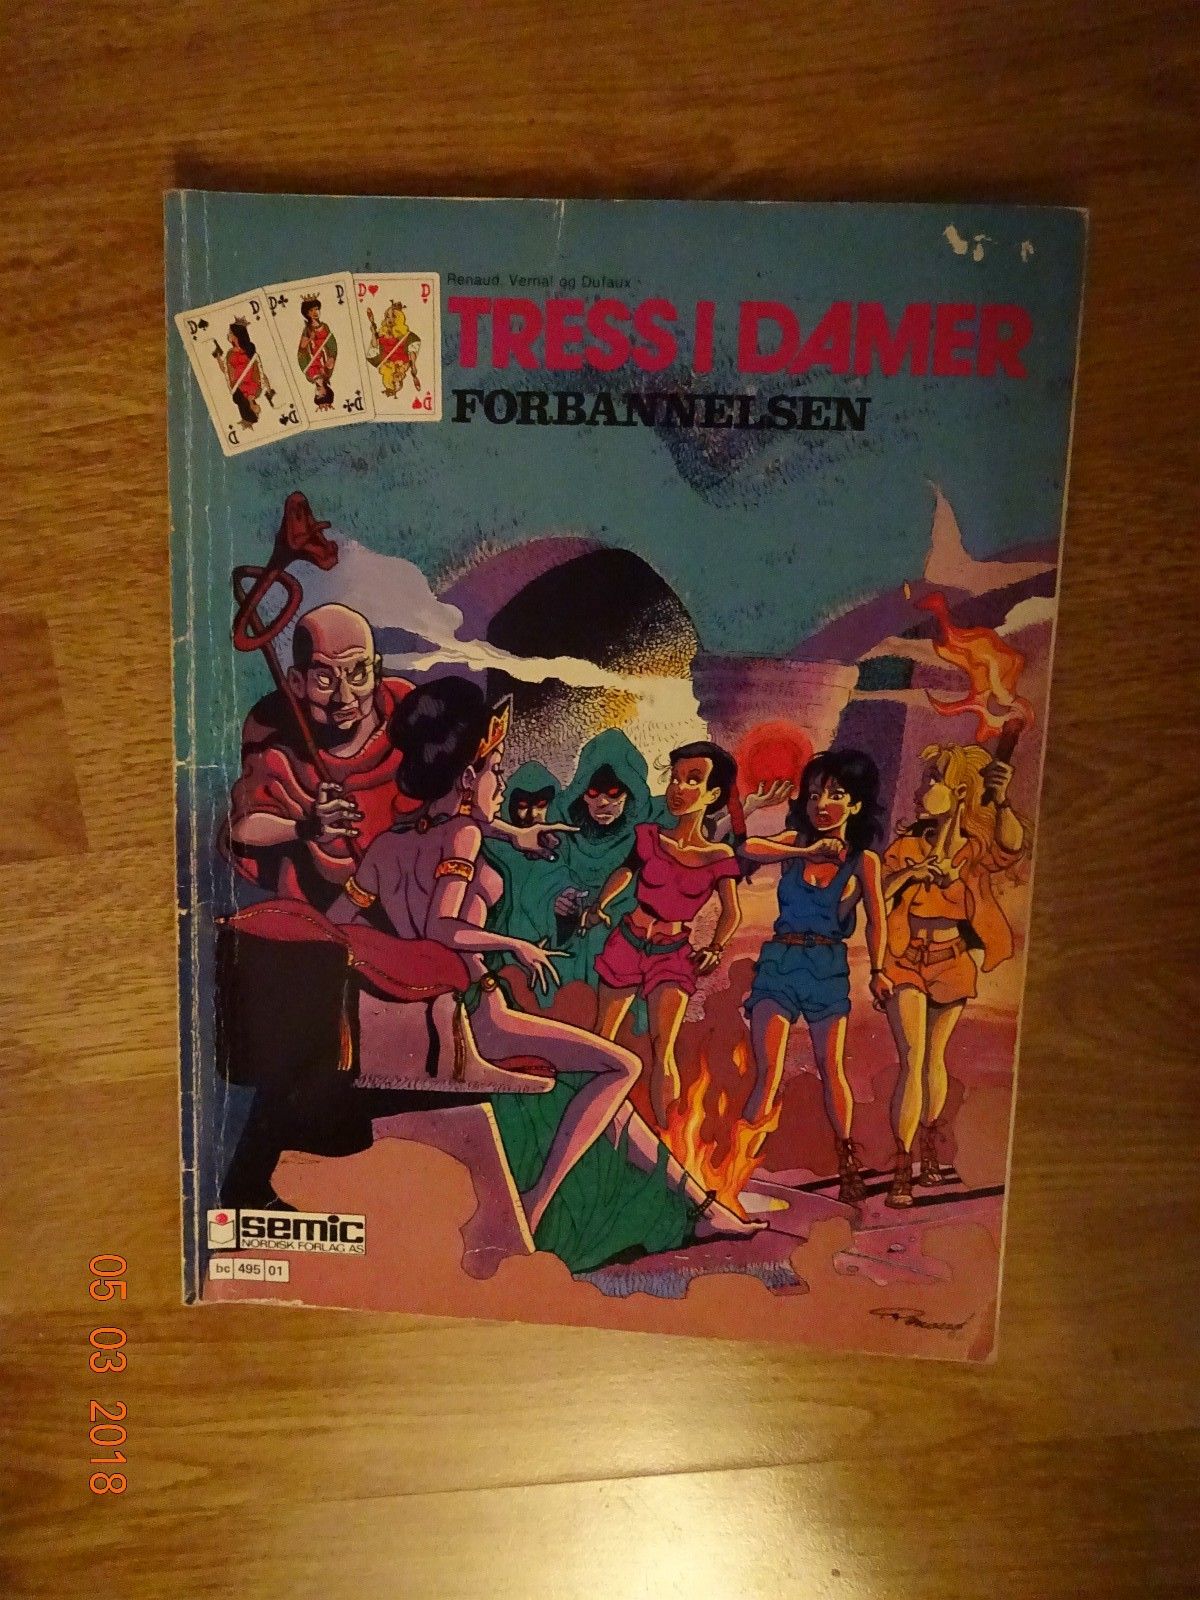 Renaud, Vernal og Dufaux
TRESS I DAMER
FORBANNELSEN
D D D D D D
D D D D D
semic
NORDISK FORLAG AS
bc 495 01
05 03 2018